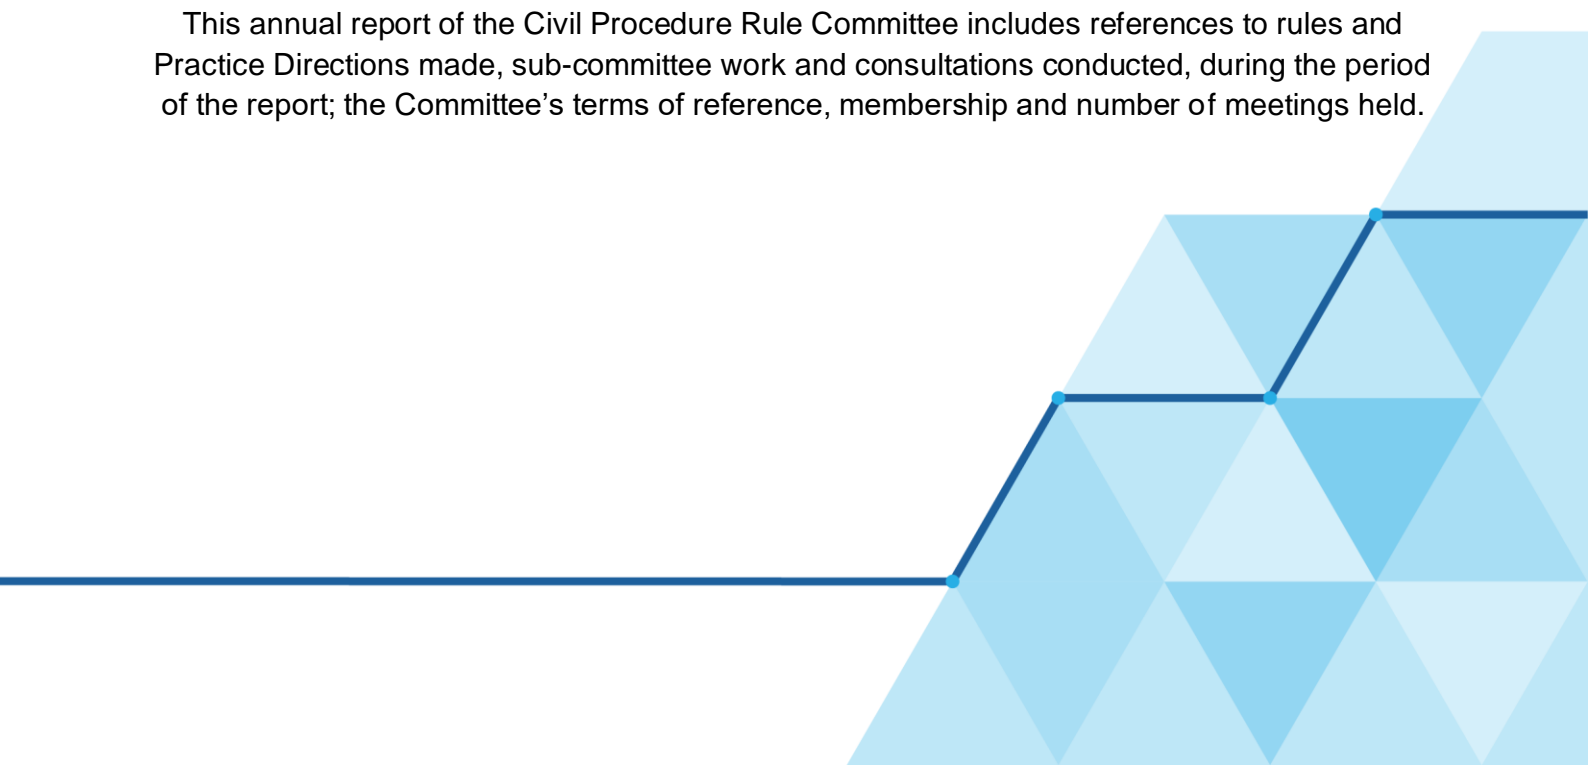 This annual report of the Civil Procedure Rule Committee includes references to rules and
Practice Directions made, sub-committee work and consultations conducted, during the period
of the report; the Committee’s terms of reference, membership and number of meetings held.